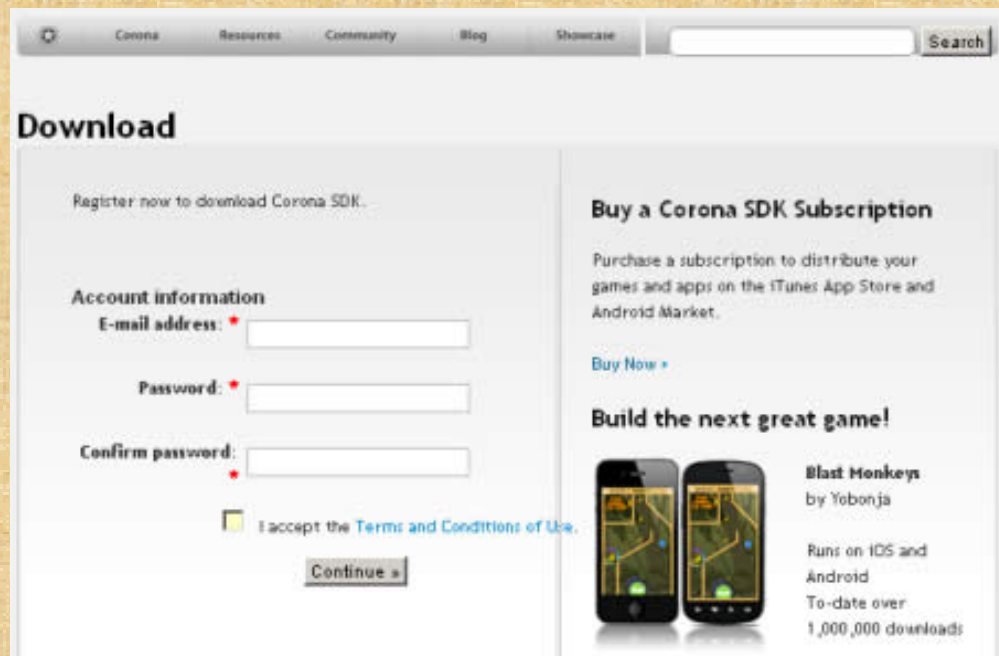 Corona Resources Community Blog Showcase Search
Download
Register now to download Corona SDK.
Account information
E-mail address: *
Password: *
Confirm password:
*
I accept the Terms and Conditions of Use.
Continue »
Buy a Corona SDK Subscription
Purchase a subscription to distribute your
games and apps on the iTunes App Store and
Android Market.
Buy Now »
Build the next great game!
Blast Monkeys
by Yobonja
Runs on iOS and
Android
To-date over
1,000,000 downloads